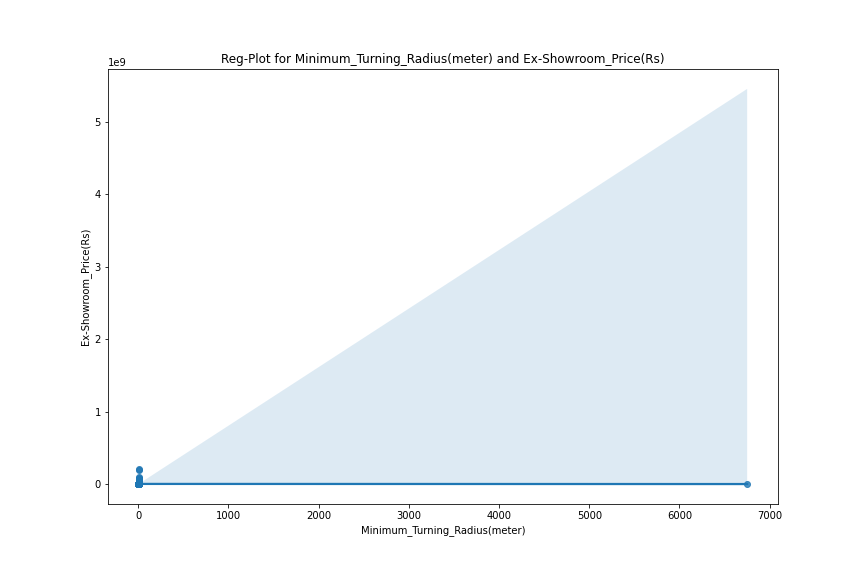 Reg-Plot for Minimum_Turning_Radius(meter) and Ex-Showroom_Price(Rs)
1e9
5
4
3
2
1
0
Ex-Showroom_Price(Rs)
0 1000 2000 3000 4000 5000 6000 7000
Minimum_Turning_Radius(meter)